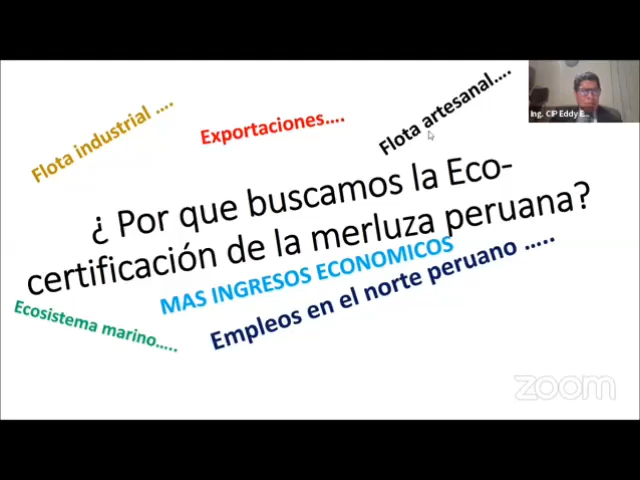 Flota industrial ....
Exportaciones....
Flota artesanal....
Ing. CIP Eddy E...
¿ Por que buscamos la Eco-
certificación de la merluza peruana?
MAS INGRESOS ECONOMICOS
Empleos en el norte peruano .....
Ecosistema marino.....
zoom